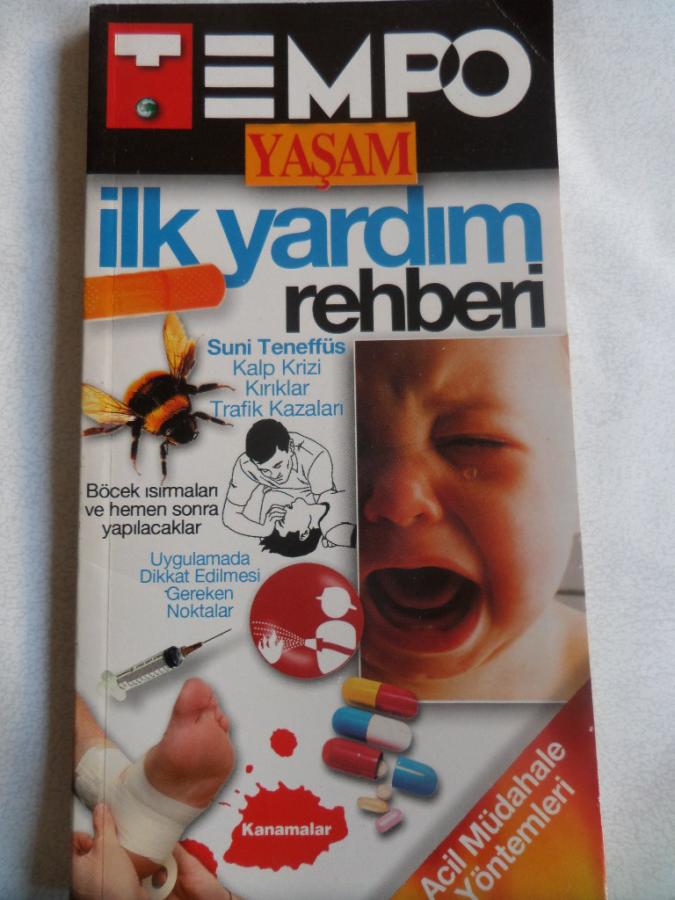 TEMPO
YAŞAM
ilk yardım
rehberi
Suni Teneffüs
Kalp Krizi
Kırıklar
Trafik Kazaları
Böcek ısırmaları
ve hemen sonra
yapılacaklar
Uygulamada
Dikkat Edilmesi
Gereken
Noktalar
Kanamalar
Acil Müdahale
Yöntemleri